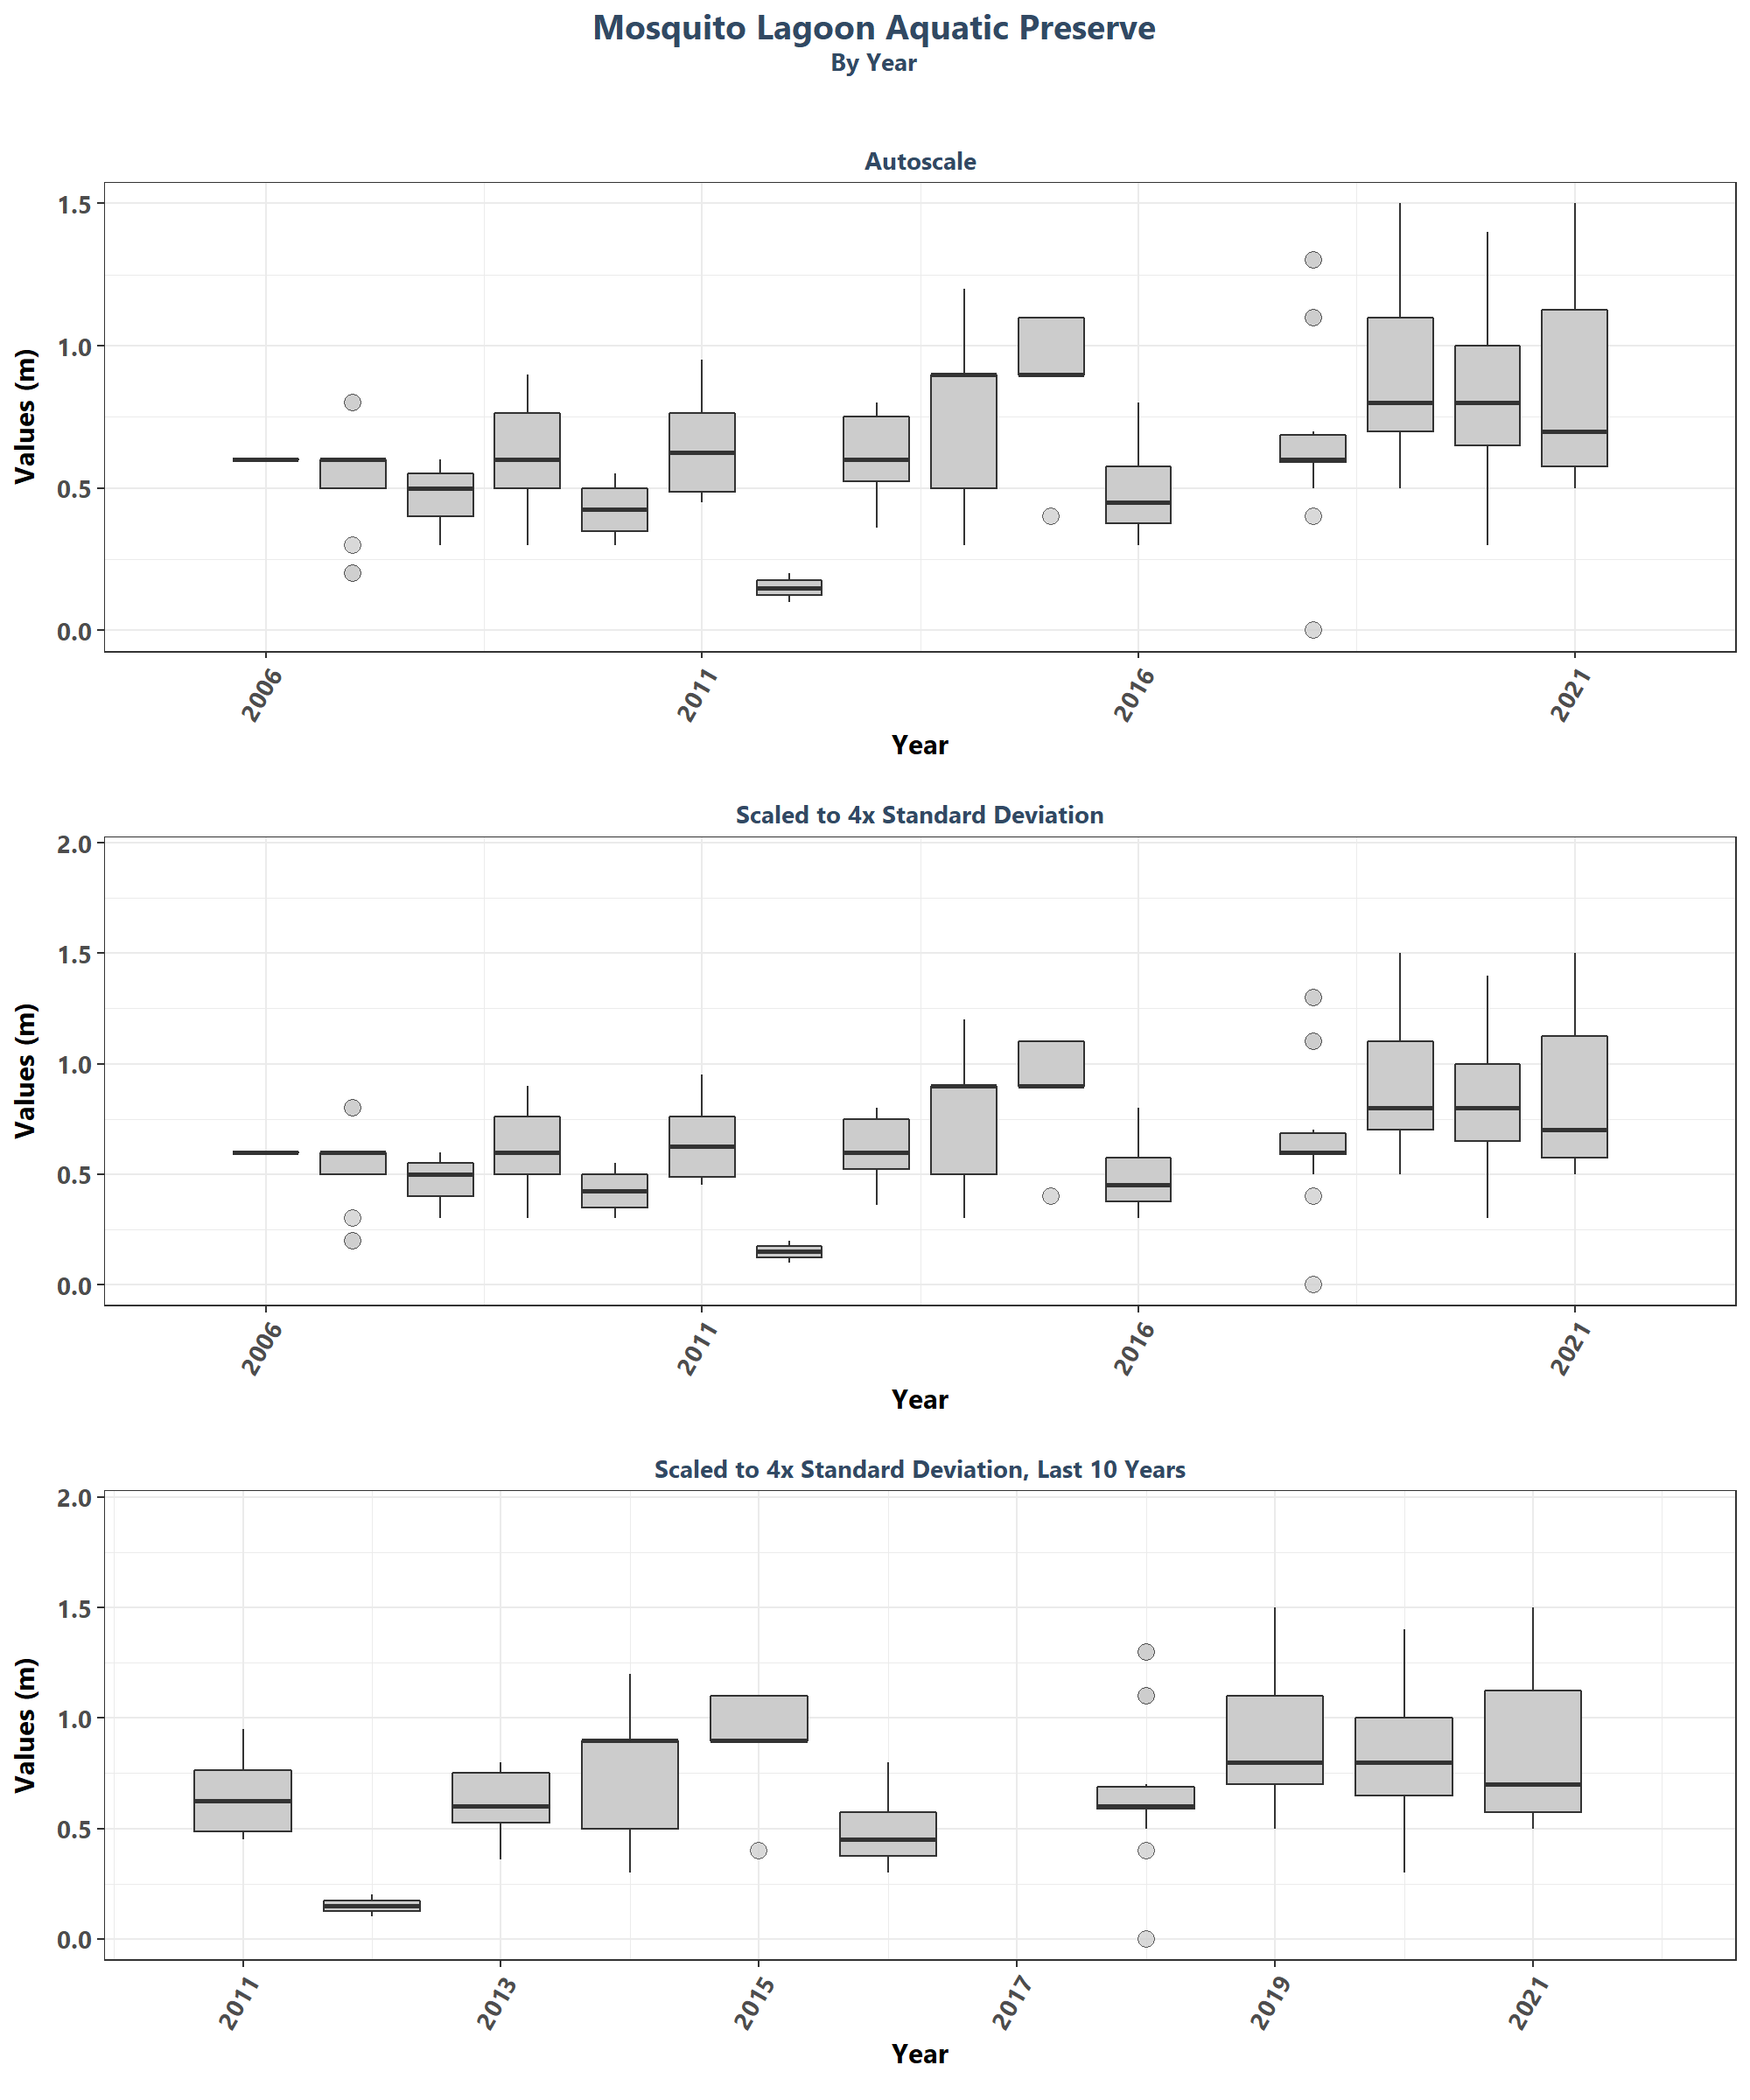 Mosquito Lagoon Aquatic Preserve
By Year
Autoscale
Values (m)
1.5
1.0
0.5
0.0
2006
2011
2016
2021
Year
Scaled to 4x Standard Deviation
Values (m)
2.0
1.5
1.0
0.5
0.0
2006
2011
2016
2021
Year
Scaled to 4x Standard Deviation, Last 10 Years
Values (m)
2.0
1.5
1.0
0.5
0.0
2011
2013
2015
2017
2019
2021
Year